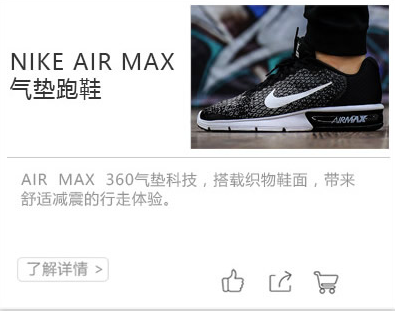 NIKE AIR MAX
气垫跑鞋
AIRMAX
AIR MAX 360气垫科技，搭载织物鞋面，带来
舒适减震的行走体验。
了解详情 >